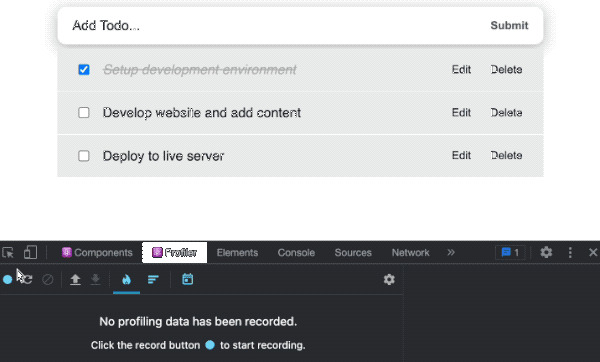 Add Todo... Submit
Setup development environment Edit Delete
Develop website and add content Edit Delete
Deploy to live server Edit Delete
Components Profiler Elements Console Sources Network » 1
No profiling data has been recorded.
Click the record button to start recording.